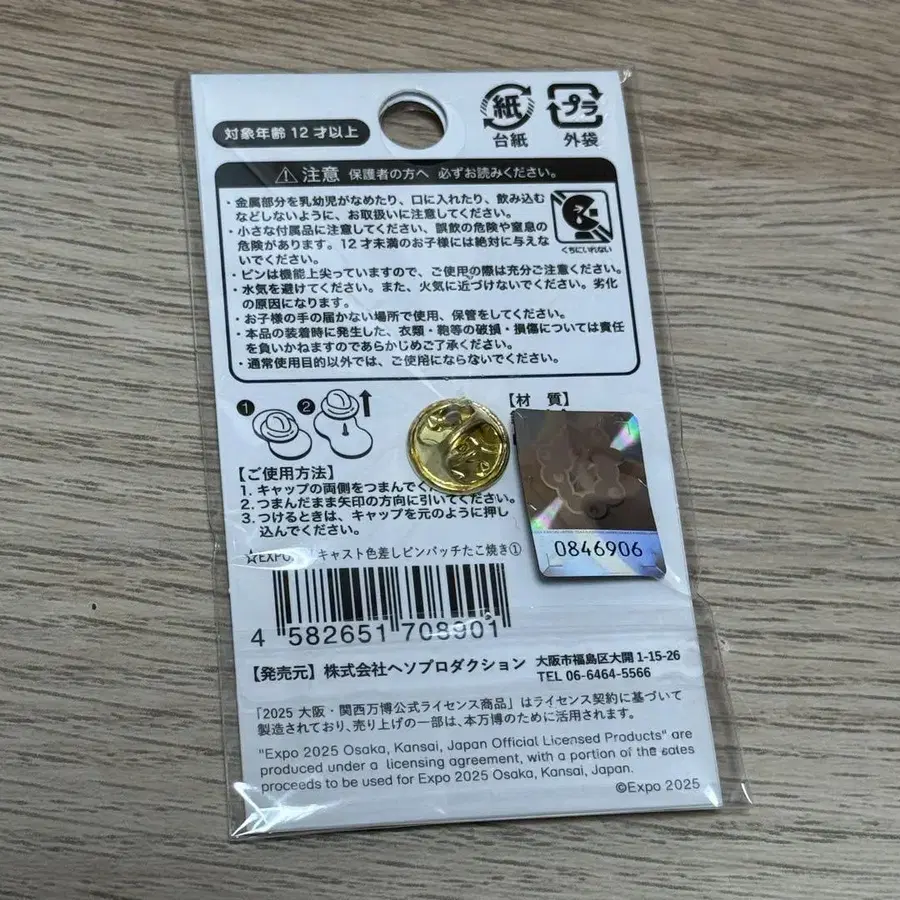 紙
台紙
プラ
外袋
対象年齢12才以上
注意 保護者の方へ 必ずお読みください。
・金属部分を乳幼児がなめたり、口に入れたり、飲み込む
などしないように、お取扱いに注意してください。
・小さな付属品に注意してください、誤飲の危険や窒息の
危険があります。12才未満のお子様には絶対に与えな
いでください。
くちにいれない
・ピンは機能上尖っていますので、ご使用の際は充分ご注意ください。
・水気を避けてください。また、火気に近づけないでください。劣化
の原因になります。
・お子様の手の届かない場所で使用、保管をしてください。
・本品の装着時に発生した、衣類・鞄等の破損・損傷については責任
を負いかねますのであらかじめご了承ください。
・通常使用目的以外では、ご使用にならないでください。
1
2
【材 質】
【ご使用方法】
1. キャップの両側をつまんでく
2. つまんだまま矢印の方向に引いてください。
3. つけるときは、キャップを元のように押し
込んでください。
☆EXPO キャスト色差しピンバッチたこ焼き①
0846906
4 582651 708901
【発売元】株式会社ヘソプロダクション
大阪市福島区大開1-15-26
TEL 06-6464-5566
「2025 大阪・関西万博公式ライセンス商品」はライセンス契約に基づいて
製造されており、売り上げの一部は、本万博のために活用されます。
"Expo 2025 Osaka, Kansai, Japan Official Licensed Products" are
produced under a licensing agreement, with a portion of the sales
proceeds to be used for Expo 2025 Osaka, Kansai, Japan.
©Expo 2025